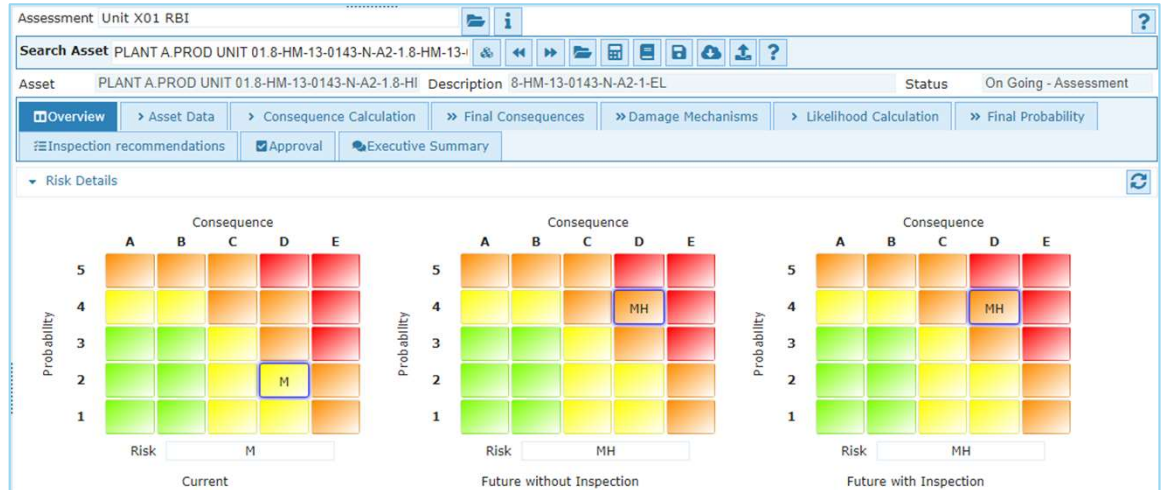 Assessment Unit X01 RBI i ?
Search Asset PLANT A.PROD UNIT 01.8-HM-13-0143-N-A2-1.8-HM-13- ?
Asset PLANT A.PROD UNIT 01.8-HM-13-0143-N-A2-1.8-HI Description 8-HM-13-0143-N-A2-1-EL Status On Going - Assessment
Overview > Asset Data > Consequence Calculation >> Final Consequences >> Damage Mechanisms > Likelihood Calculation >> Final Probability
Inspection recommendations Approval Executive Summary
Risk Details
Consequence Consequence Consequence
A B C D E A B C D E A B C D E
5 5 5
4 4 MH 4 MH
Probability Probability Probability
3 3 3
2 M 2 2
1 1 1
Risk M Risk MH Risk MH
Current Future without Inspection Future with Inspection